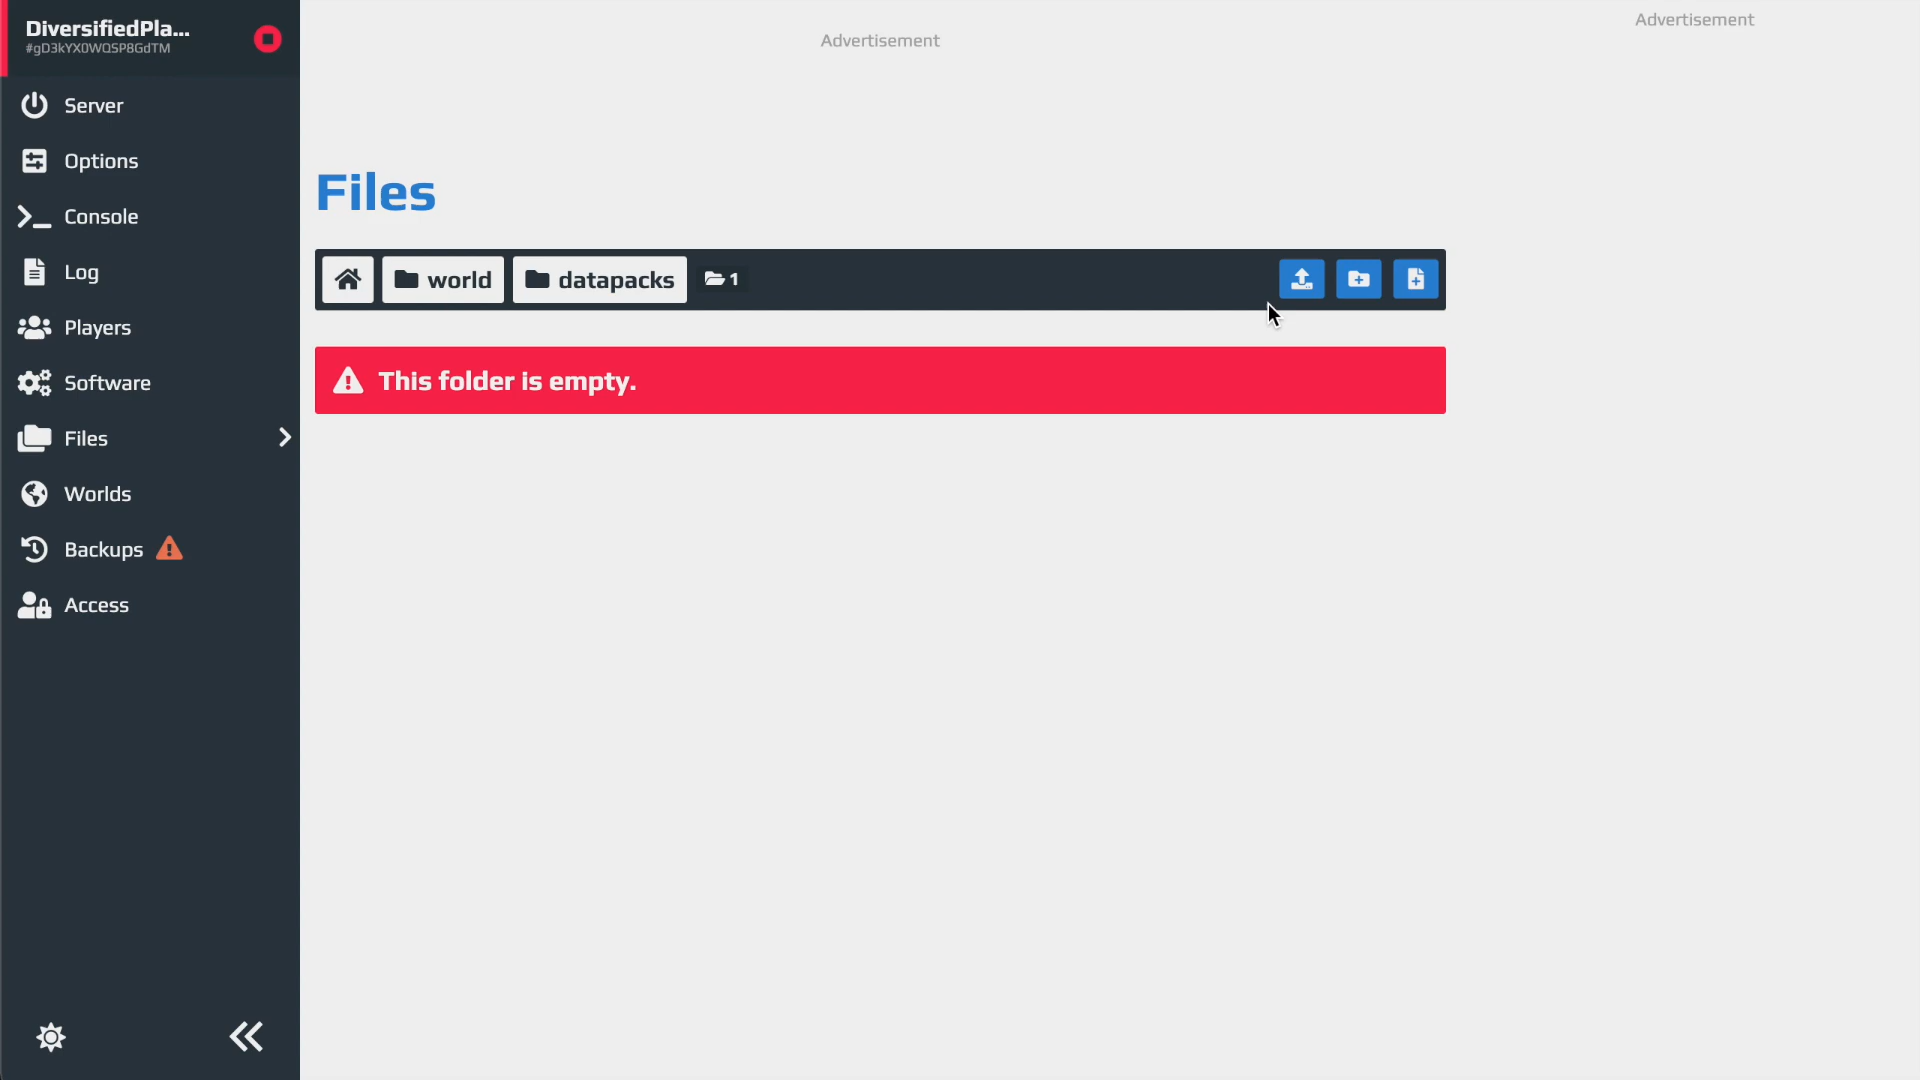 DiversifiedPla...
#gD3kYX0WQSP8GdTM
Server
Options
Console
Log
Players
Software
Files
Worlds
Backups
Access
Advertisement
Advertisement
Files
world
datapacks
1
This folder is empty.